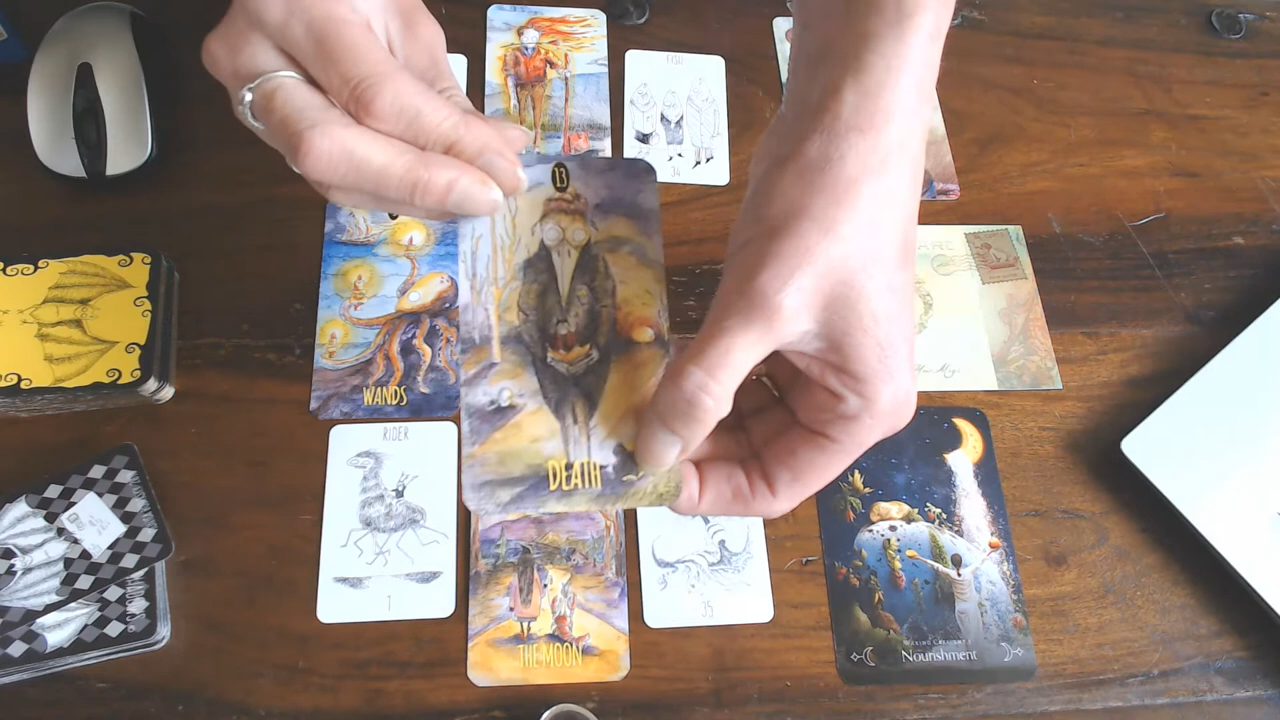 FISH
34
13
WANDS
DEATH
RIDER
1
THE MOON
35
Nourishment